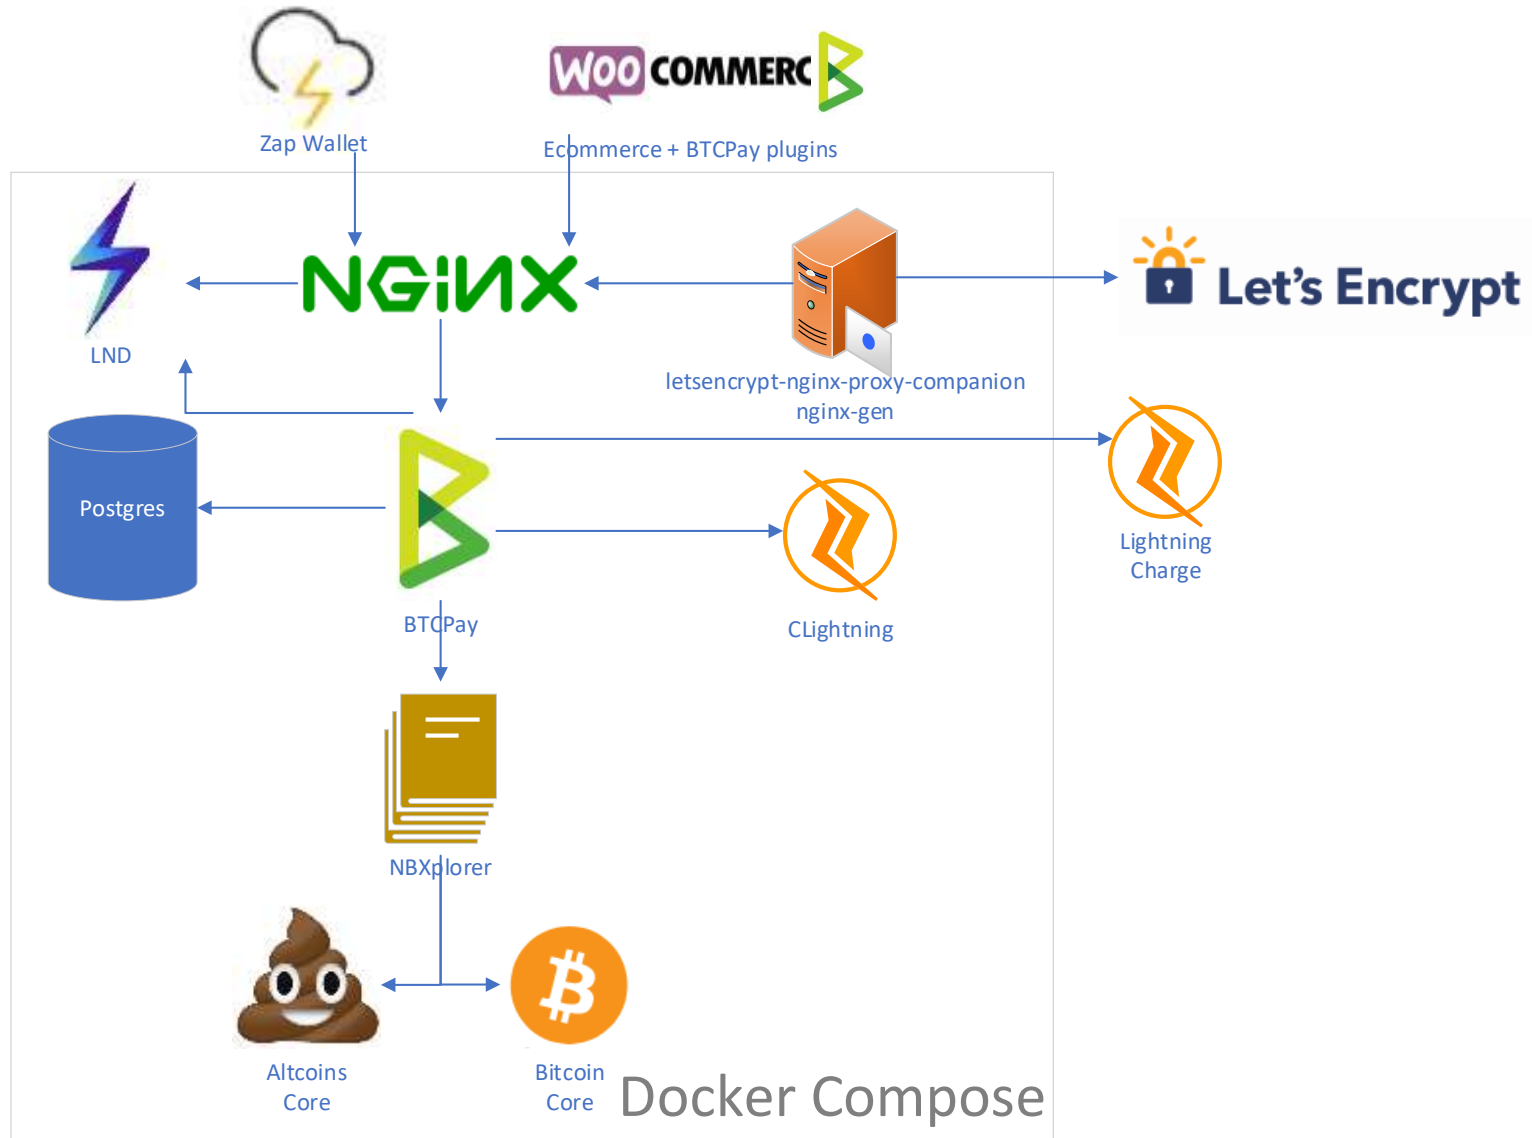 WOO COMMERC
Zap Wallet
Ecommerce + BTCPay plugins
NGiNX
Let's Encrypt
LND
letsencrypt-nginx-proxy-companion
nginx-gen
Postgres
Lightning
Charge
BTCPay
CLightning
NBXplorer
Altcoins
Core
Bitcoin
Core
Docker Compose